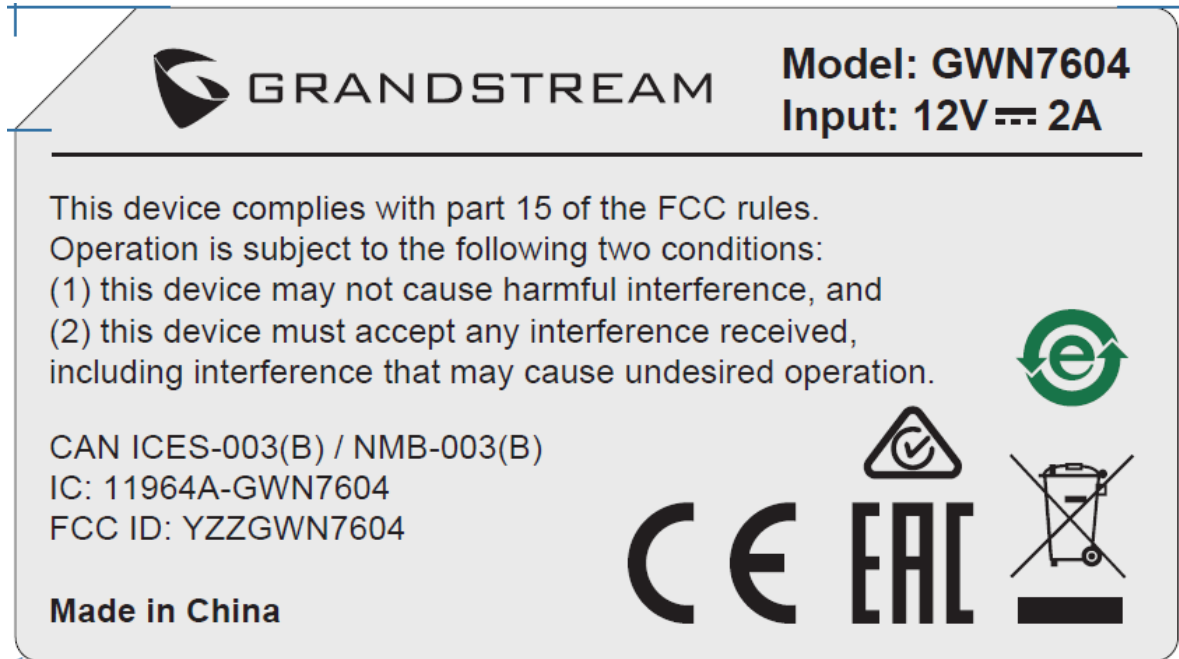 GRANDSTREAM
Model: GWN7604
Input: 12V ⎓ 2A
This device complies with part 15 of the FCC rules.
Operation is subject to the following two conditions:
(1) this device may not cause harmful interference, and
(2) this device must accept any interference received,
including interference that may cause undesired operation.
e
CAN ICES-003(B) / NMB-003(B)
IC: 11964A-GWN7604
FCC ID: YZZGWN7604
CE EAC
Made in China